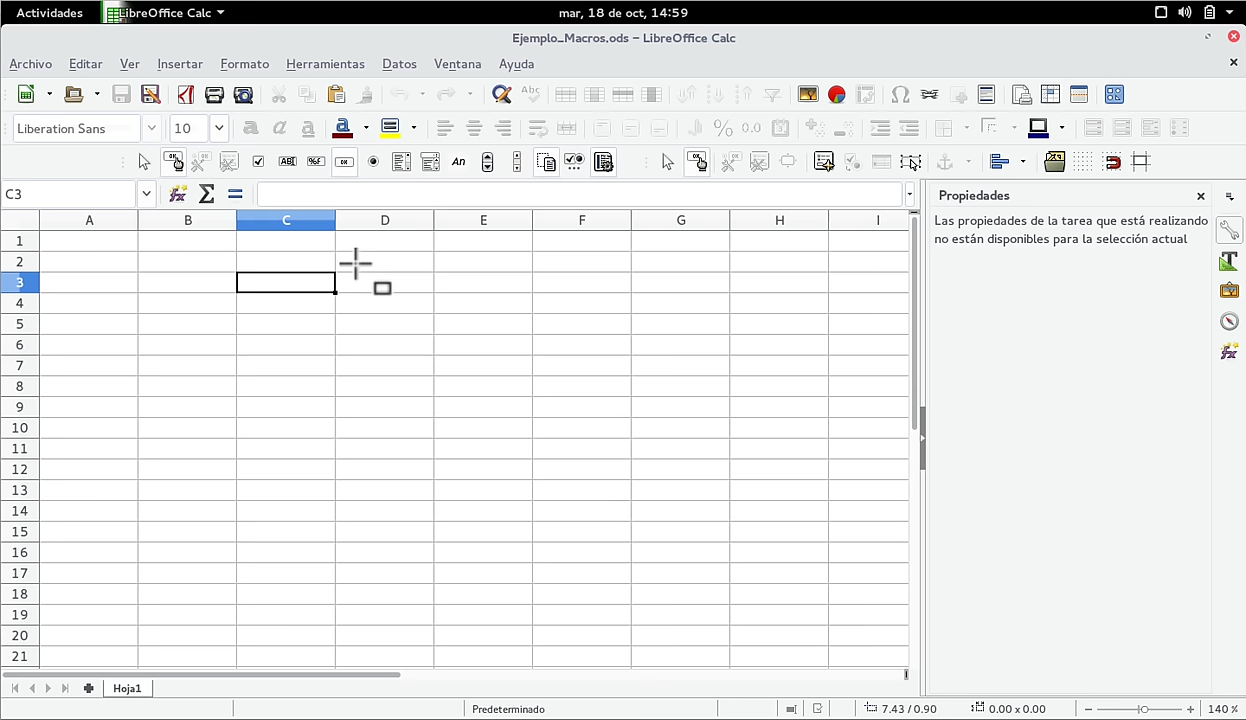 Actividades LibreOffice Calc mar, 18 de oct, 14:59
Ejemplo_Macros.ods – LibreOffice Calc
Archivo Editar Ver Insertar Formato Herramientas Datos Ventana Ayuda
Liberation Sans 10
C3
A B C D E F G H I
1
2
3
4
5
6
7
8
9
10
11
12
13
14
15
16
17
18
19
20
21
Propiedades
Las propiedades de la tarea que está realizando
no están disponibles para la selección actual
Hoja1
Predeterminado 7.43 / 0.90 0.00 x 0.00 140 %